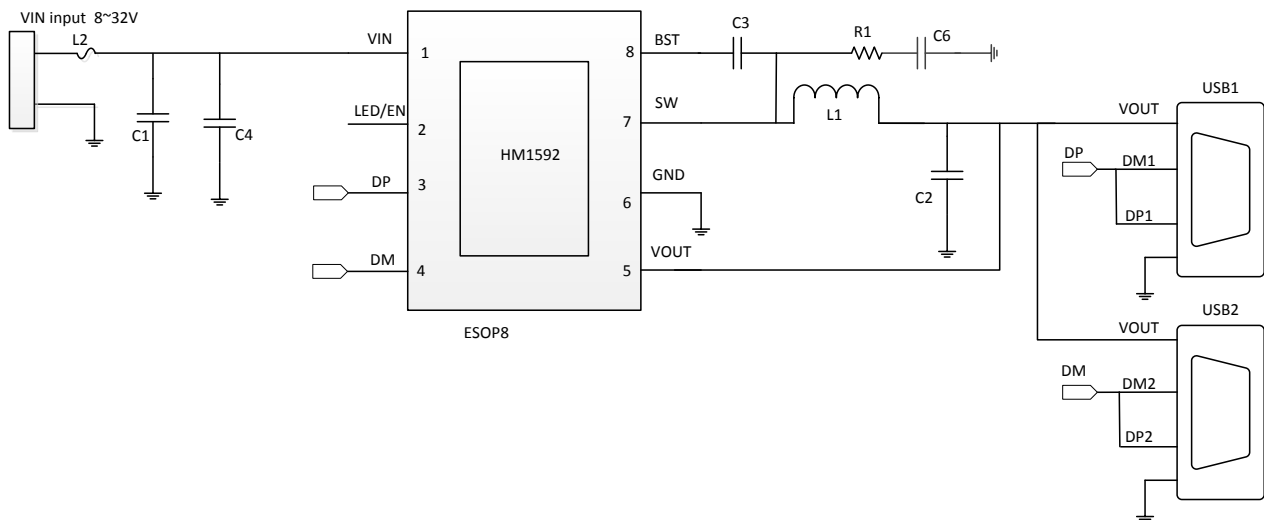 VIN input 8~32V
L2
C1
C4
VIN
1
LED/EN
2
DP
3
DM
4
HM1592
ESOP8
8
BST
7
SW
6
GND
5
VOUT
C3
R1
C6
L1
C2
USB1
VOUT
DP
DM1
DP1
USB2
VOUT
DM
DM2
DP2